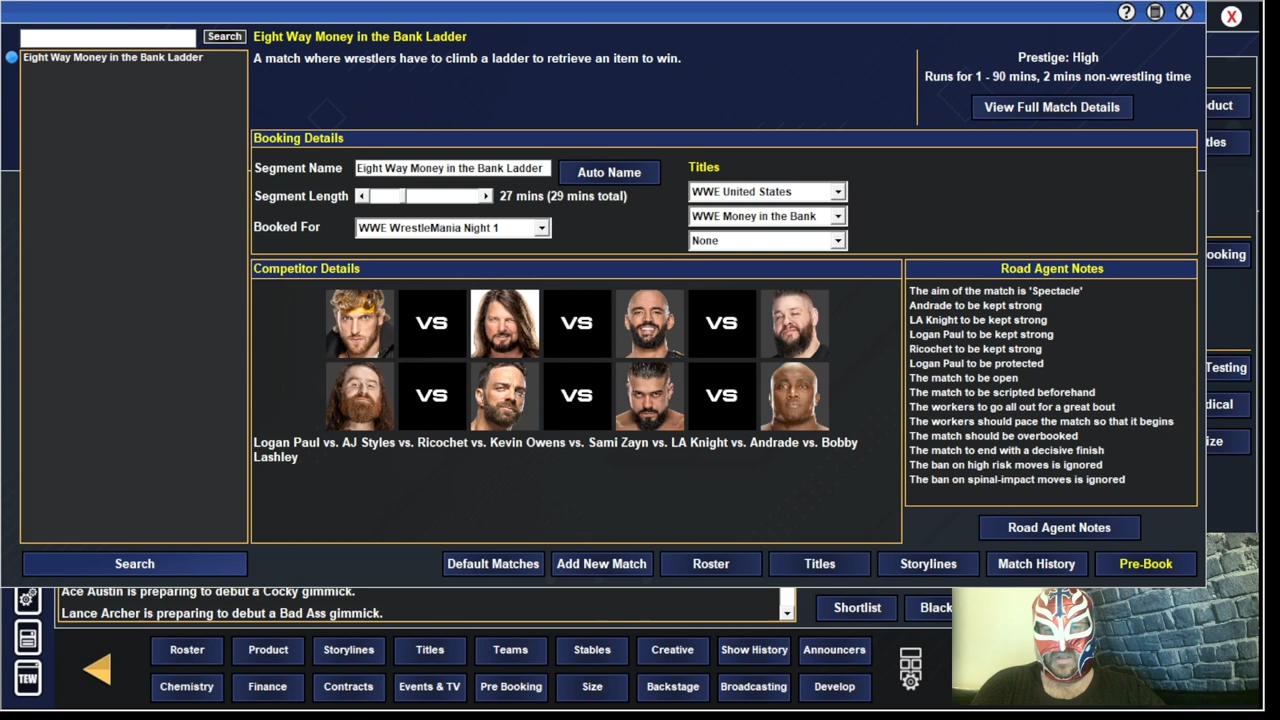 ? X X
Search Eight Way Money in the Bank Ladder
Eight Way Money in the Bank Ladder
A match where wrestlers have to climb a ladder to retrieve an item to win.
Prestige: High
Runs for 1 - 90 mins, 2 mins non-wrestling time
View Full Match Details
duct
tles
Booking Details
Segment Name Eight Way Money in the Bank Ladder Auto Name
Segment Length 27 mins (29 mins total)
Booked For WWE WrestleMania Night 1
Titles
WWE United States
WWE Money in the Bank
None
ooking
Competitor Details
VS VS VS
VS VS VS
Logan Paul vs. AJ Styles vs. Ricochet vs. Kevin Owens vs. Sami Zayn vs. LA Knight vs. Andrade vs. Bobby
Lashley
Road Agent Notes
The aim of the match is 'Spectacle'
Andrade to be kept strong
LA Knight to be kept strong
Logan Paul to be kept strong
Ricochet to be kept strong
Logan Paul to be protected
The match to be open
The match to be scripted beforehand
The workers to go all out for a great bout
The workers should pace the match so that it begins
The match should be overbooked
The match to end with a decisive finish
The ban on high risk moves is ignored
The ban on spinal-impact moves is ignored
Road Agent Notes
Testing
dical
ize
Search Default Matches Add New Match Roster Titles Storylines Match History Pre-Book
Ace Austin is preparing to debut a Cocky gimmick.
Lance Archer is preparing to debut a Bad Ass gimmick.
Shortlist Black
Roster Product Storylines Titles Teams Stables Creative Show History Announcers
Chemistry Finance Contracts Events & TV Pre Booking Size Backstage Broadcasting Develop
TEW